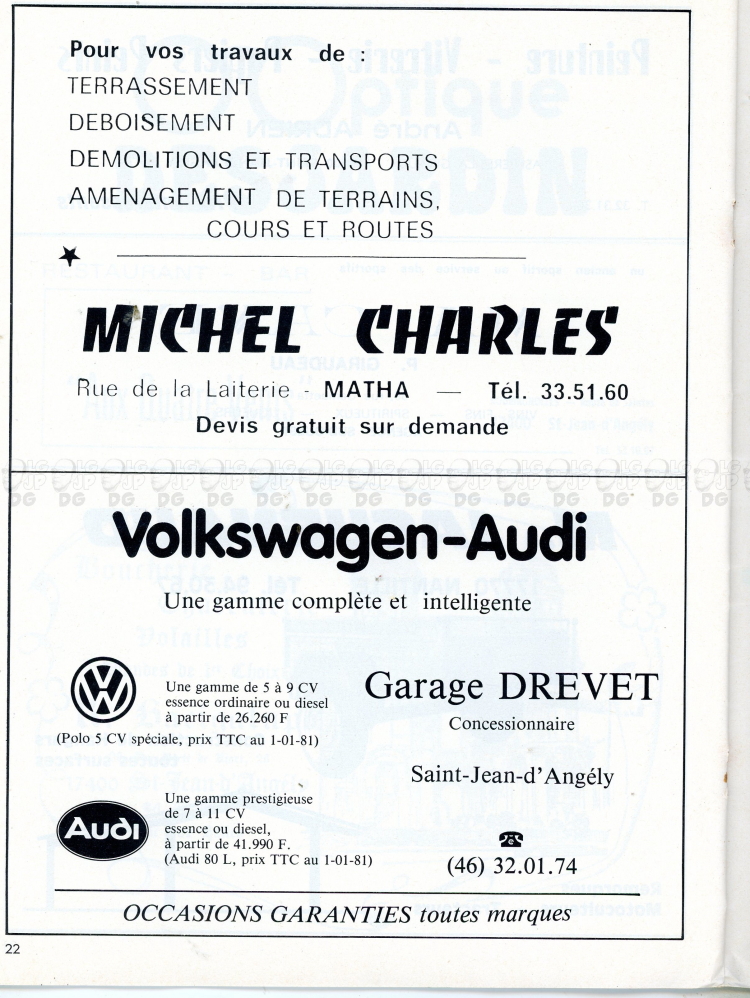 Pour vos travaux de :
TERRASSEMENT
DEBOISEMENT
DEMOLITIONS ET TRANSPORTS
AMENAGEMENT DE TERRAINS,
COURS ET ROUTES
MICHEL CHARLES
Rue de la Laiterie - MATHA — Tél. 33.51.60
Devis gratuit sur demande
Volkswagen-Audi
Une gamme complète et intelligente
Une gamme de 5 à 9 CV
essence ordinaire ou diesel
à partir de 26.260 F
(Polo 5 CV spéciale, prix TTC au 1-01-81)
Garage DREVET
Concessionnaire
Saint-Jean-d'Angély
(46) 32.01.74
Audi
Une gamme prestigieuse
de 7 à 11 CV
essence ou diesel,
à partir de 41.990 F.
(Audi 80 L, prix TTC au 1-01-81)
OCCASIONS GARANTIES toutes marques
22